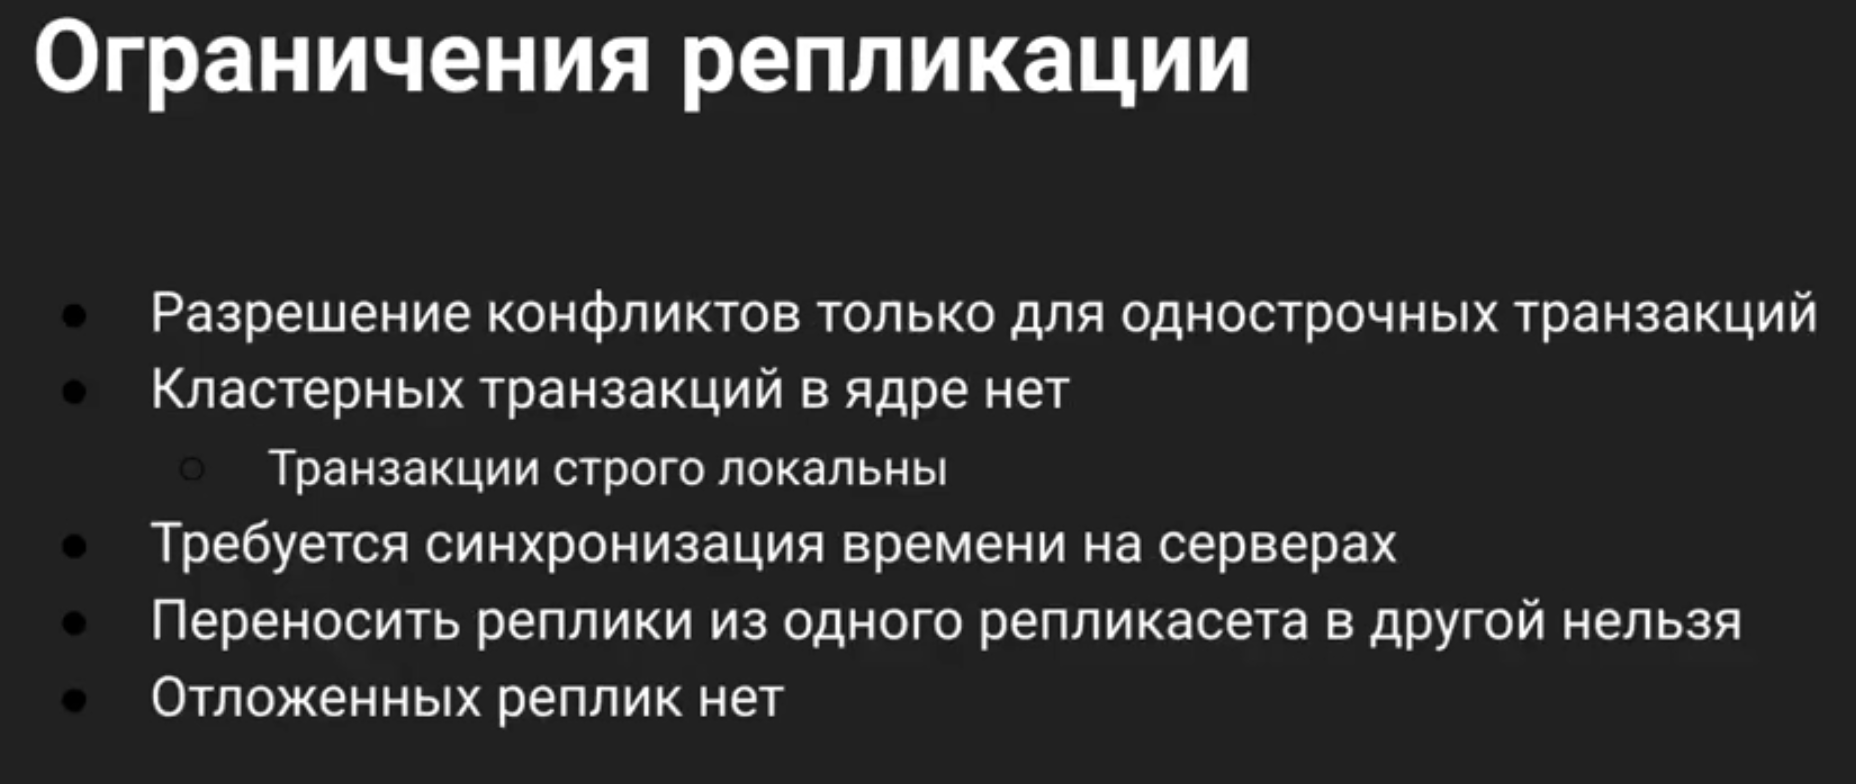 Ограничения репликации
Разрешение конфликтов только для однострочных транзакций
Кластерных транзакций в ядре нет
Транзакции строго локальны
Требуется синхронизация времени на серверах
Переносить реплики из одного репликасета в другой нельзя
Отложенных реплик нет